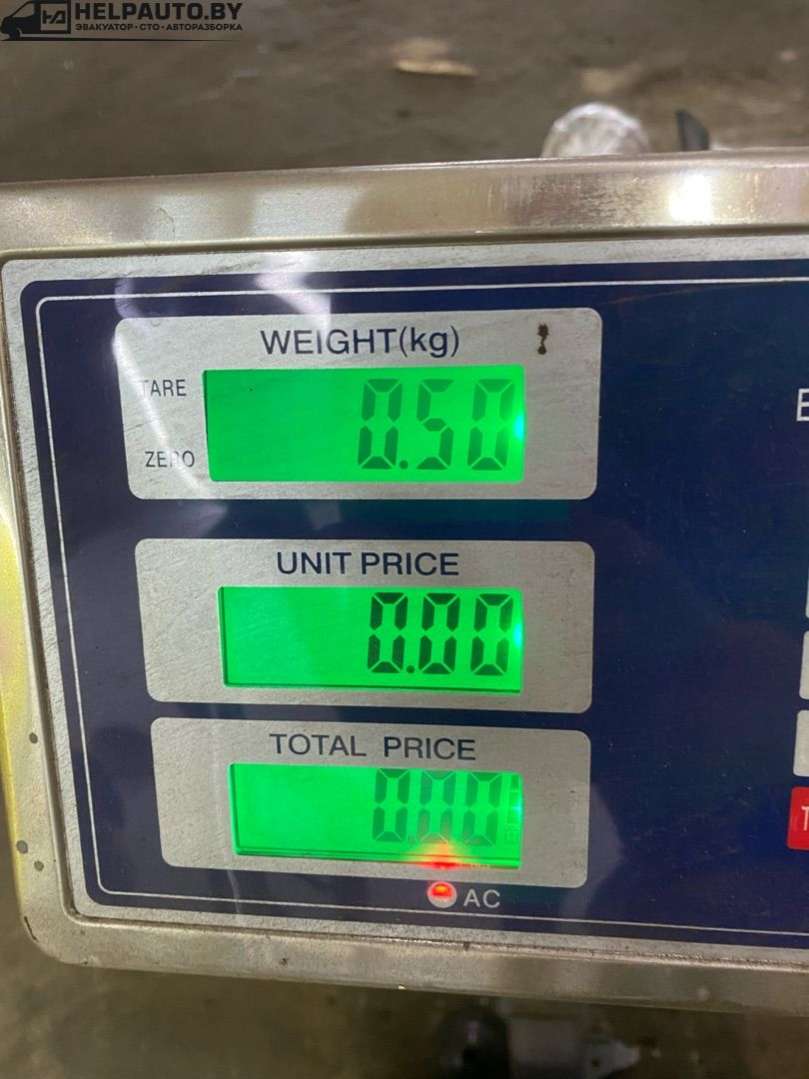 HELPAUTO.BY
ЭВАКУАТОР • СТО • АВТОРАЗБОРКА
WEIGHT(kg)
TARE
0.50
ZERO
UNIT PRICE
0.00
TOTAL PRICE
0.00
AC